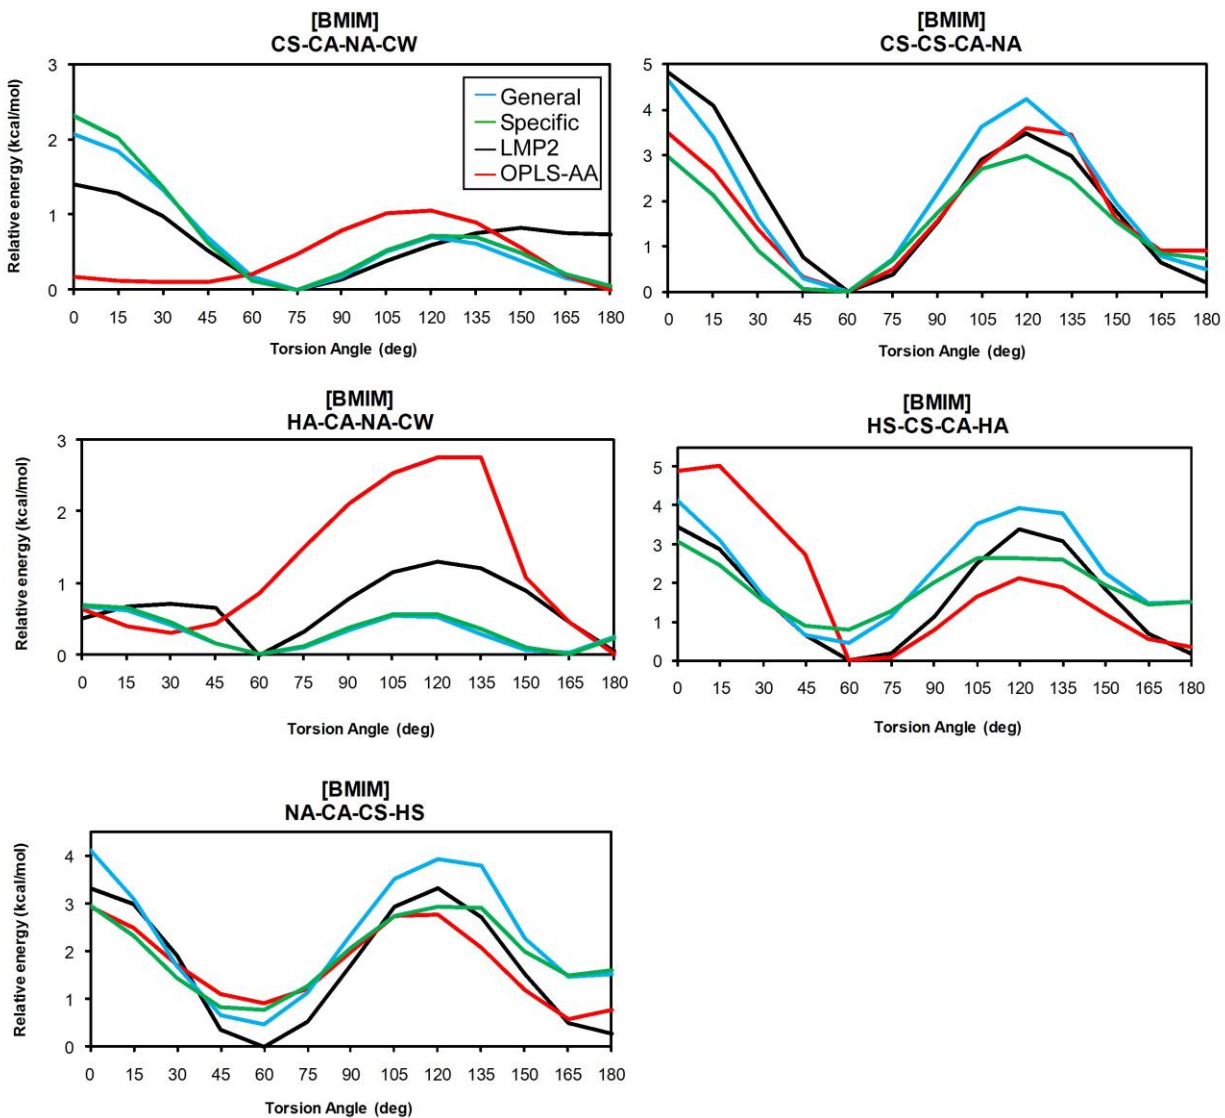 [BMIM]
CS-CA-NA-CW
Relative energy (kcal/mol)
3
2
1
0
General
Specific
LMP2
OPLS-AA
0 15 30 45 60 75 90 105 120 135 150 165 180
Torsion Angle (deg)
[BMIM]
CS-CS-CA-NA
Relative energy (kcal/mol)
5
4
3
2
1
0
0 15 30 45 60 75 90 105 120 135 150 165 180
Torsion Angle (deg)
[BMIM]
HA-CA-NA-CW
Relative energy (kcal/mol)
3
2
1
0
0 15 30 45 60 75 90 105 120 135 150 165 180
Torsion Angle (deg)
[BMIM]
HS-CS-CA-HA
Relative energy (kcal/mol)
5
4
3
2
1
0
0 15 30 45 60 75 90 105 120 135 150 165 180
Torsion Angle (deg)
[BMIM]
NA-CA-CS-HS
Relative energy (kcal/mol)
4
3
2
1
0
0 15 30 45 60 75 90 105 120 135 150 165 180
Torsion Angle (deg)